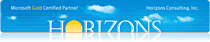 Microsoft Gold Certified Partner
Horizons Consulting, Inc.
HORIZONS